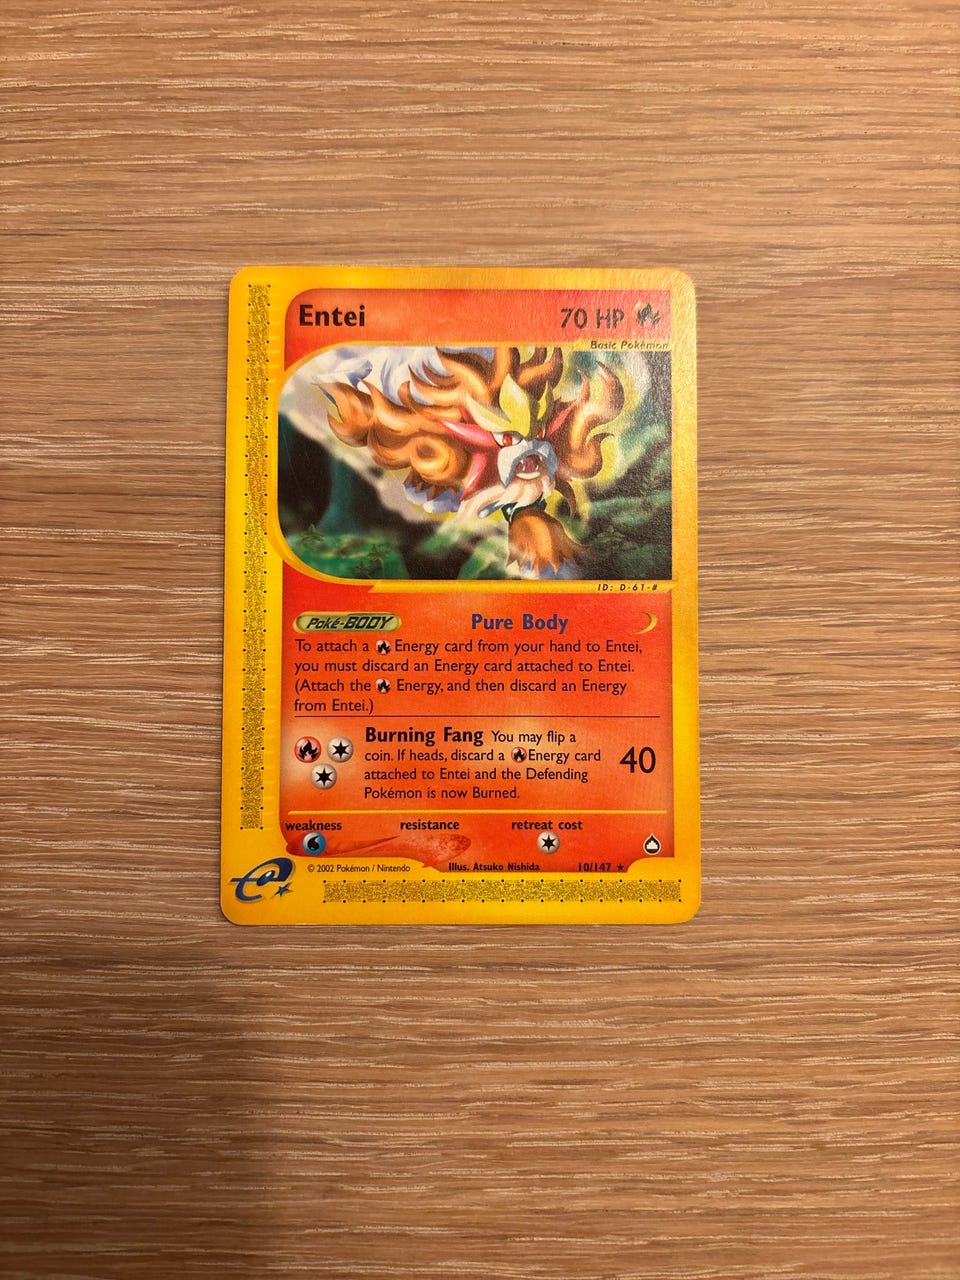 Entei
70 HP
Basic Pokémon
ID: D-61-#
Poké-BODY Pure Body
To attach a Energy card from your hand to Entei,
you must discard an Energy card attached to Entei.
(Attach the Energy, and then discard an Energy
from Entei.)
Burning Fang You may flip a
coin. If heads, discard a Energy card
attached to Entei and the Defending
Pokémon is now Burned.
40
weakness resistance retreat cost
© 2002 Pokémon / Nintendo Illus. Atsuko Nishida 10/147 ★
e